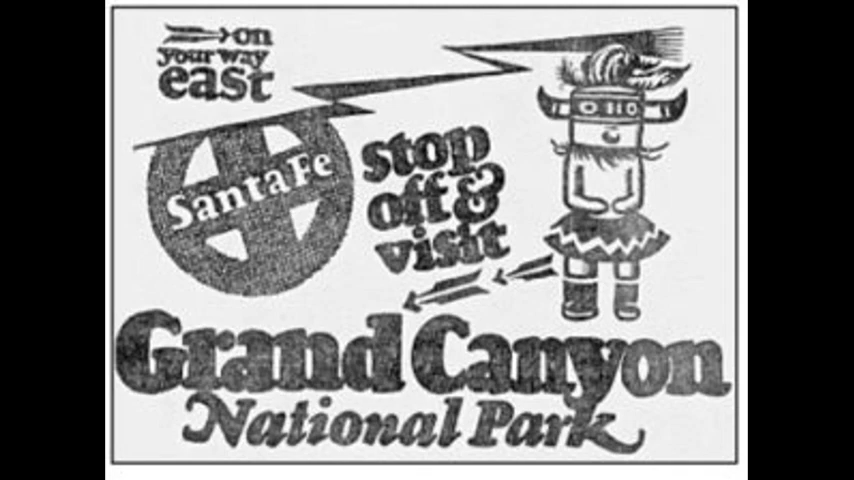 on
your way
east
Santa Fe
stop
off &
visit
Grand Canyon
National Park